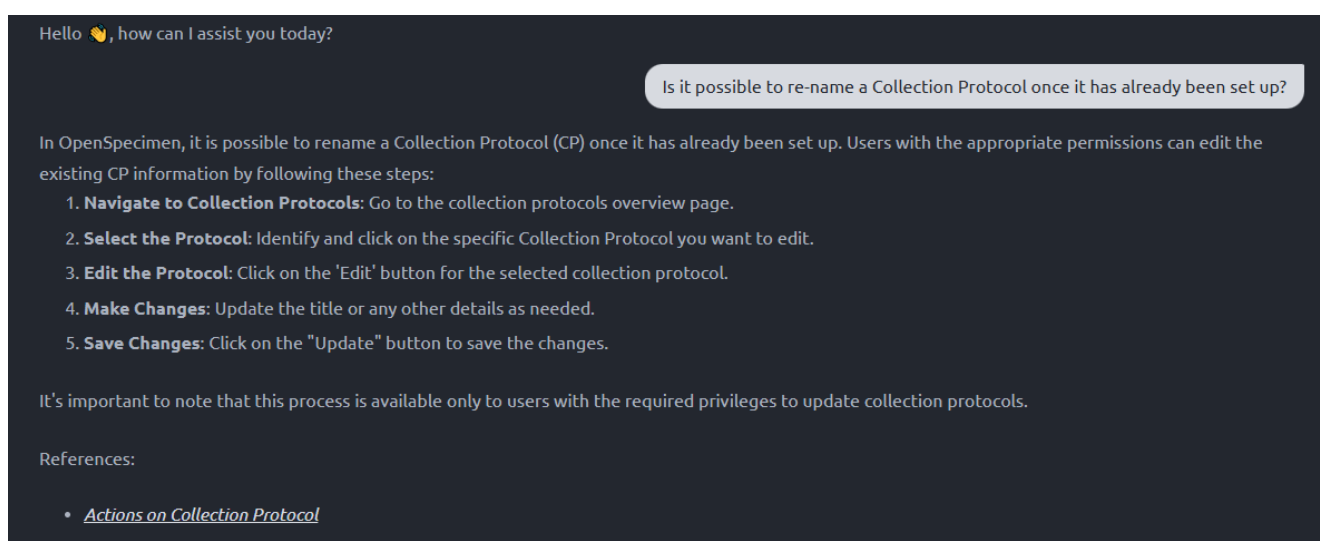 Hello 👋, how can I assist you today?
Is it possible to re-name a Collection Protocol once it has already been set up?
In OpenSpecimen, it is possible to rename a Collection Protocol (CP) once it has already been set up. Users with the appropriate permissions can edit the
existing CP information by following these steps:
1. Navigate to Collection Protocols: Go to the collection protocols overview page.
2. Select the Protocol: Identify and click on the specific Collection Protocol you want to edit.
3. Edit the Protocol: Click on the 'Edit' button for the selected collection protocol.
4. Make Changes: Update the title or any other details as needed.
5. Save Changes: Click on the "Update" button to save the changes.
It's important to note that this process is available only to users with the required privileges to update collection protocols.
References:
• Actions on Collection Protocol